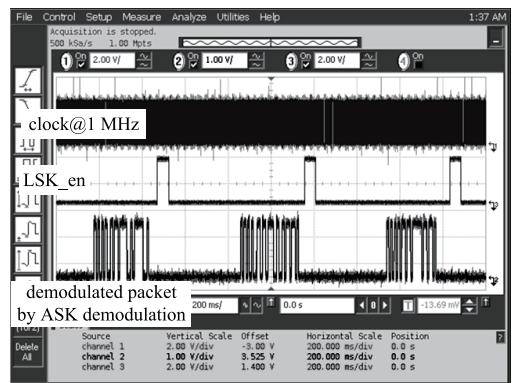 File Control Setup Measure Analyze Utilities Help 1:37 AM
Acquisition is stopped.
500 kSa/s 1.00 Mpts
1 On 2.00 V/ 2 On 1.00 V/ 3 On 2.00 V/ 4 On
clock@1 MHz
LSK_en
demodulated packet
by ASK demodulation
200 ms/ 0.0 s 0 T -13.69 mV
(1of2)
Delete
All
Source Vertical Scale Offset Horizontal Scale Position
channel 1 2.00 V/div -3.00 V 200.000 ms/div 0.0 s
channel 2 1.00 V/div 3.525 V 200.000 ms/div 0.0 s
channel 3 2.00 V/div 1.400 V 200.000 ms/div 0.0 s